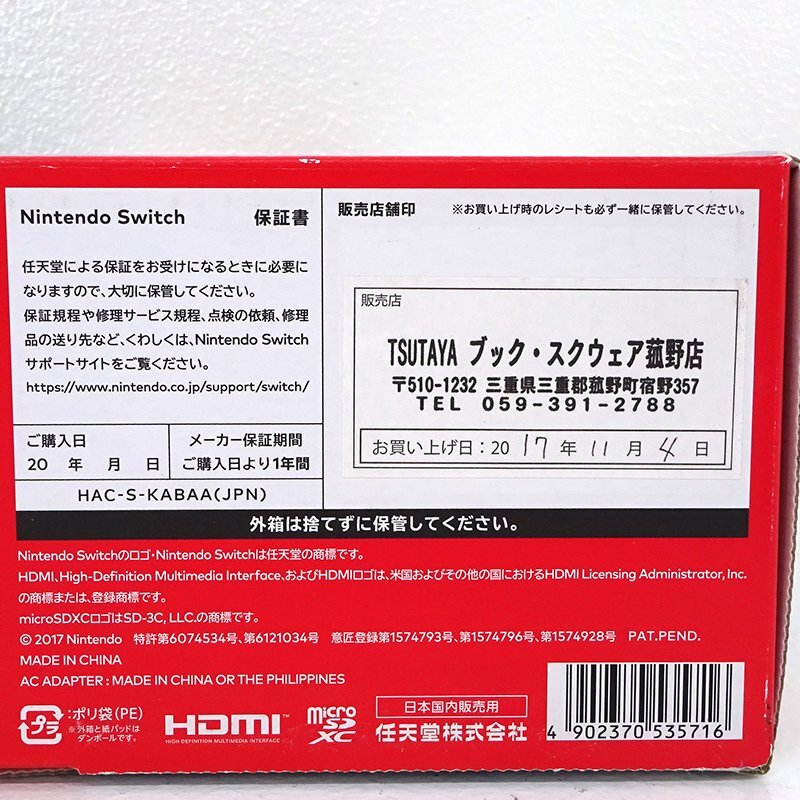 Nintendo Switch 保証書
任天堂による保証をお受けになるときに必要に
なりますので、大切に保管してください。
保証規程や修理サービス規程、点検の依頼、修理
品の送り先など、くわしくは、Nintendo Switch
サポートサイトをご覧ください。
https://www.nintendo.co.jp/support/switch/
ご購入日
20 年 月 日
メーカー保証期間
ご購入日より1年間
HAC-S-KABAA(JPN)
販売店舗印 ※お買い上げ時のレシートも必ず一緒に保管してください。
販売店
TSUTAYA ブック・スクウェア菰野店
〒510-1232 三重県三重郡菰野町宿野357
TEL 059-391-2788
お買い上げ日:2017年11月4日
外箱は捨てずに保管してください。
Nintendo Switchのロゴ・Nintendo Switchは任天堂の商標です。
HDMI、High-Definition Multimedia Interface、およびHDMIロゴは、米国およびその他の国におけるHDMI Licensing Administrator, Inc.
の商標または、登録商標です。
microSDXCロゴはSD-3C, LLC.の商標です。
© 2017 Nintendo 特許第6074534号、第6121034号 意匠登録第1574793号、第1574796号、第1574928号 PAT.PEND.
MADE IN CHINA
AC ADAPTER : MADE IN CHINA OR THE PHILIPPINES
プラ
:ポリ袋(PE)
※外箱と紙パッドは
ダンボールです。
HDMI™
HIGH-DEFINITION MULTIMEDIA INTERFACE
micro
SD
XC
日本国内販売用
任天堂株式会社
4 902370 535716